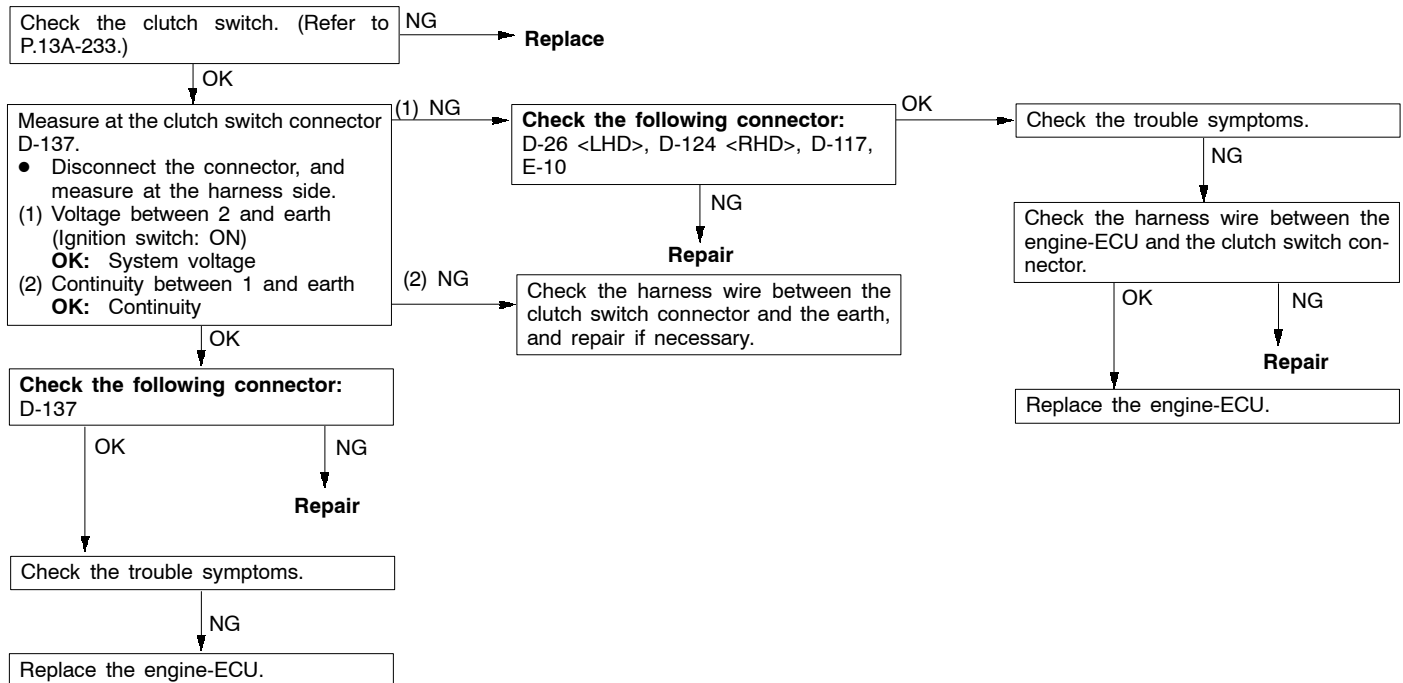 Check the clutch switch. (Refer to
P.13A-233.)
NG
Replace
OK
Measure at the clutch switch connector
D-137.
● Disconnect the connector, and
measure at the harness side.
(1) Voltage between 2 and earth
(Ignition switch: ON)
OK: System voltage
(2) Continuity between 1 and earth
OK: Continuity
(1) NG
Check the following connector:
D-26 <LHD>, D-124 <RHD>, D-117,
E-10
OK
Check the trouble symptoms.
NG
Check the harness wire between the
engine-ECU and the clutch switch con-
nector.
OK
NG
Repair
Replace the engine-ECU.
NG
Repair
(2) NG
Check the harness wire between the
clutch switch connector and the earth,
and repair if necessary.
OK
Check the following connector:
D-137
OK
NG
Repair
Check the trouble symptoms.
NG
Replace the engine-ECU.